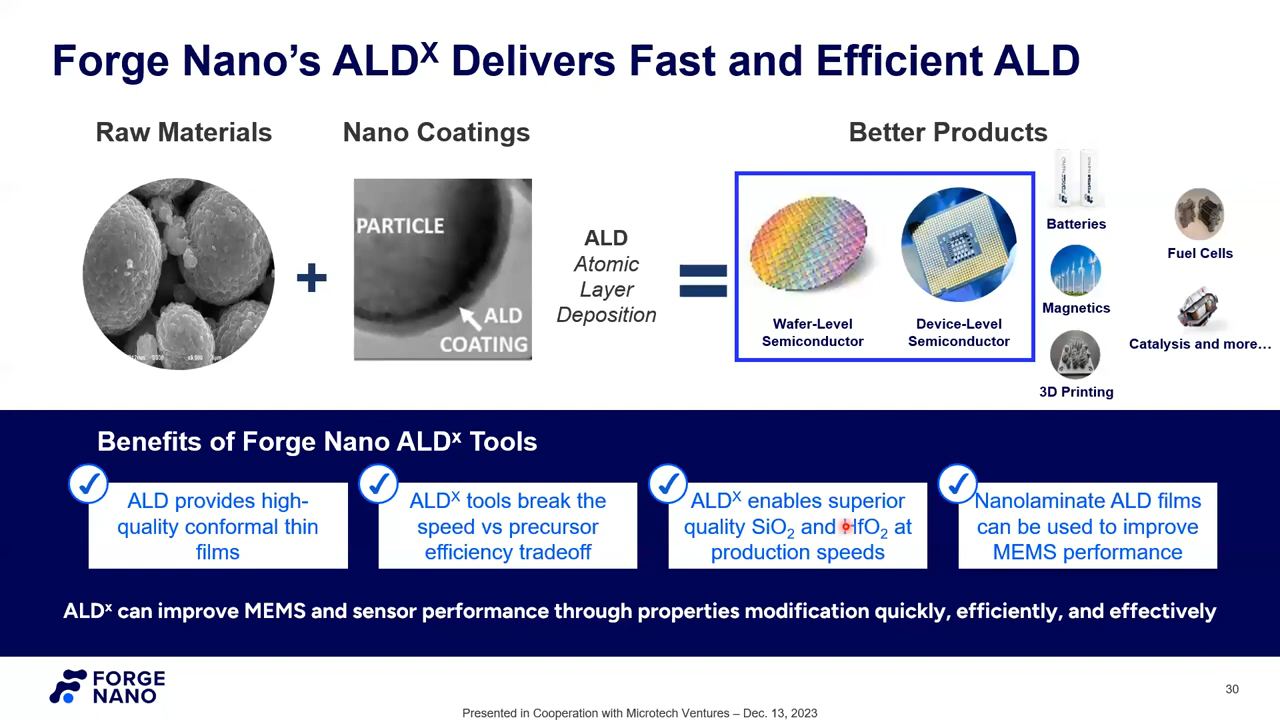 Forge Nano's ALDX Delivers Fast and Efficient ALD
Raw Materials
Nano Coatings
Better Products
PARTICLE
ALD
COATING
ALD
Atomic
Layer
Deposition
Wafer-Level
Semiconductor
Device-Level
Semiconductor
FORGE NANO
FORGE NANO
Batteries
Magnetics
3D Printing
Fuel Cells
Catalysis and more…
Benefits of Forge Nano ALDx Tools
ALD provides high-
quality conformal thin
films
ALDX tools break the
speed vs precursor
efficiency tradeoff
ALDX enables superior
quality SiO2 and HfO2 at
production speeds
Nanolaminate ALD films
can be used to improve
MEMS performance
ALDx can improve MEMS and sensor performance through properties modification quickly, efficiently, and effectively
FORGE
NANO
30
Presented in Cooperation with Microtech Ventures – Dec. 13, 2023